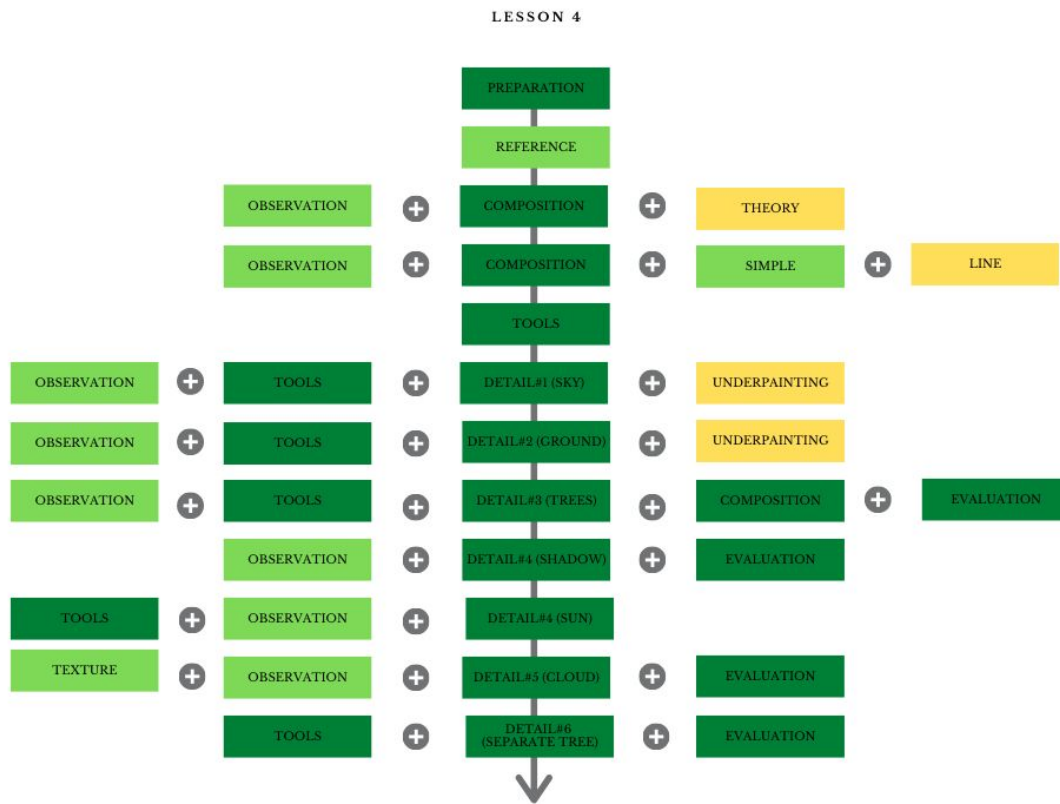 LESSON 4
PREPARATION
REFERENCE
OBSERVATION + COMPOSITION + THEORY
OBSERVATION + COMPOSITION + SIMPLE + LINE
TOOLS
OBSERVATION + TOOLS + DETAIL#1 (SKY) + UNDERPAINTING
OBSERVATION + TOOLS + DETAIL#2 (GROUND) + UNDERPAINTING
OBSERVATION + TOOLS + DETAIL#3 (TREES) + COMPOSITION + EVALUATION
OBSERVATION + DETAIL#4 (SHADOW) + EVALUATION
TOOLS + OBSERVATION + DETAIL#4 (SUN)
TEXTURE + OBSERVATION + DETAIL#5 (CLOUD) + EVALUATION
TOOLS + DETAIL#6 (SEPARATE TREE) + EVALUATION